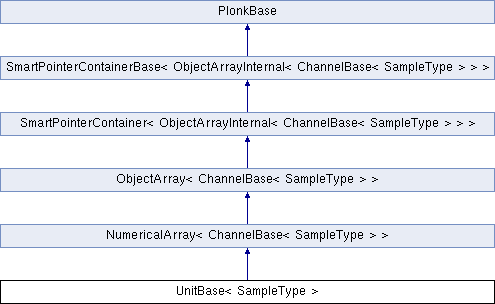 PlonkBase
SmartPointerContainerBase< ObjectArrayInternal< ChannelBase< SampleType > > >
SmartPointerContainer< ObjectArrayInternal< ChannelBase< SampleType > > >
ObjectArray< ChannelBase< SampleType > >
NumericalArray< ChannelBase< SampleType > >
UnitBase< SampleType >